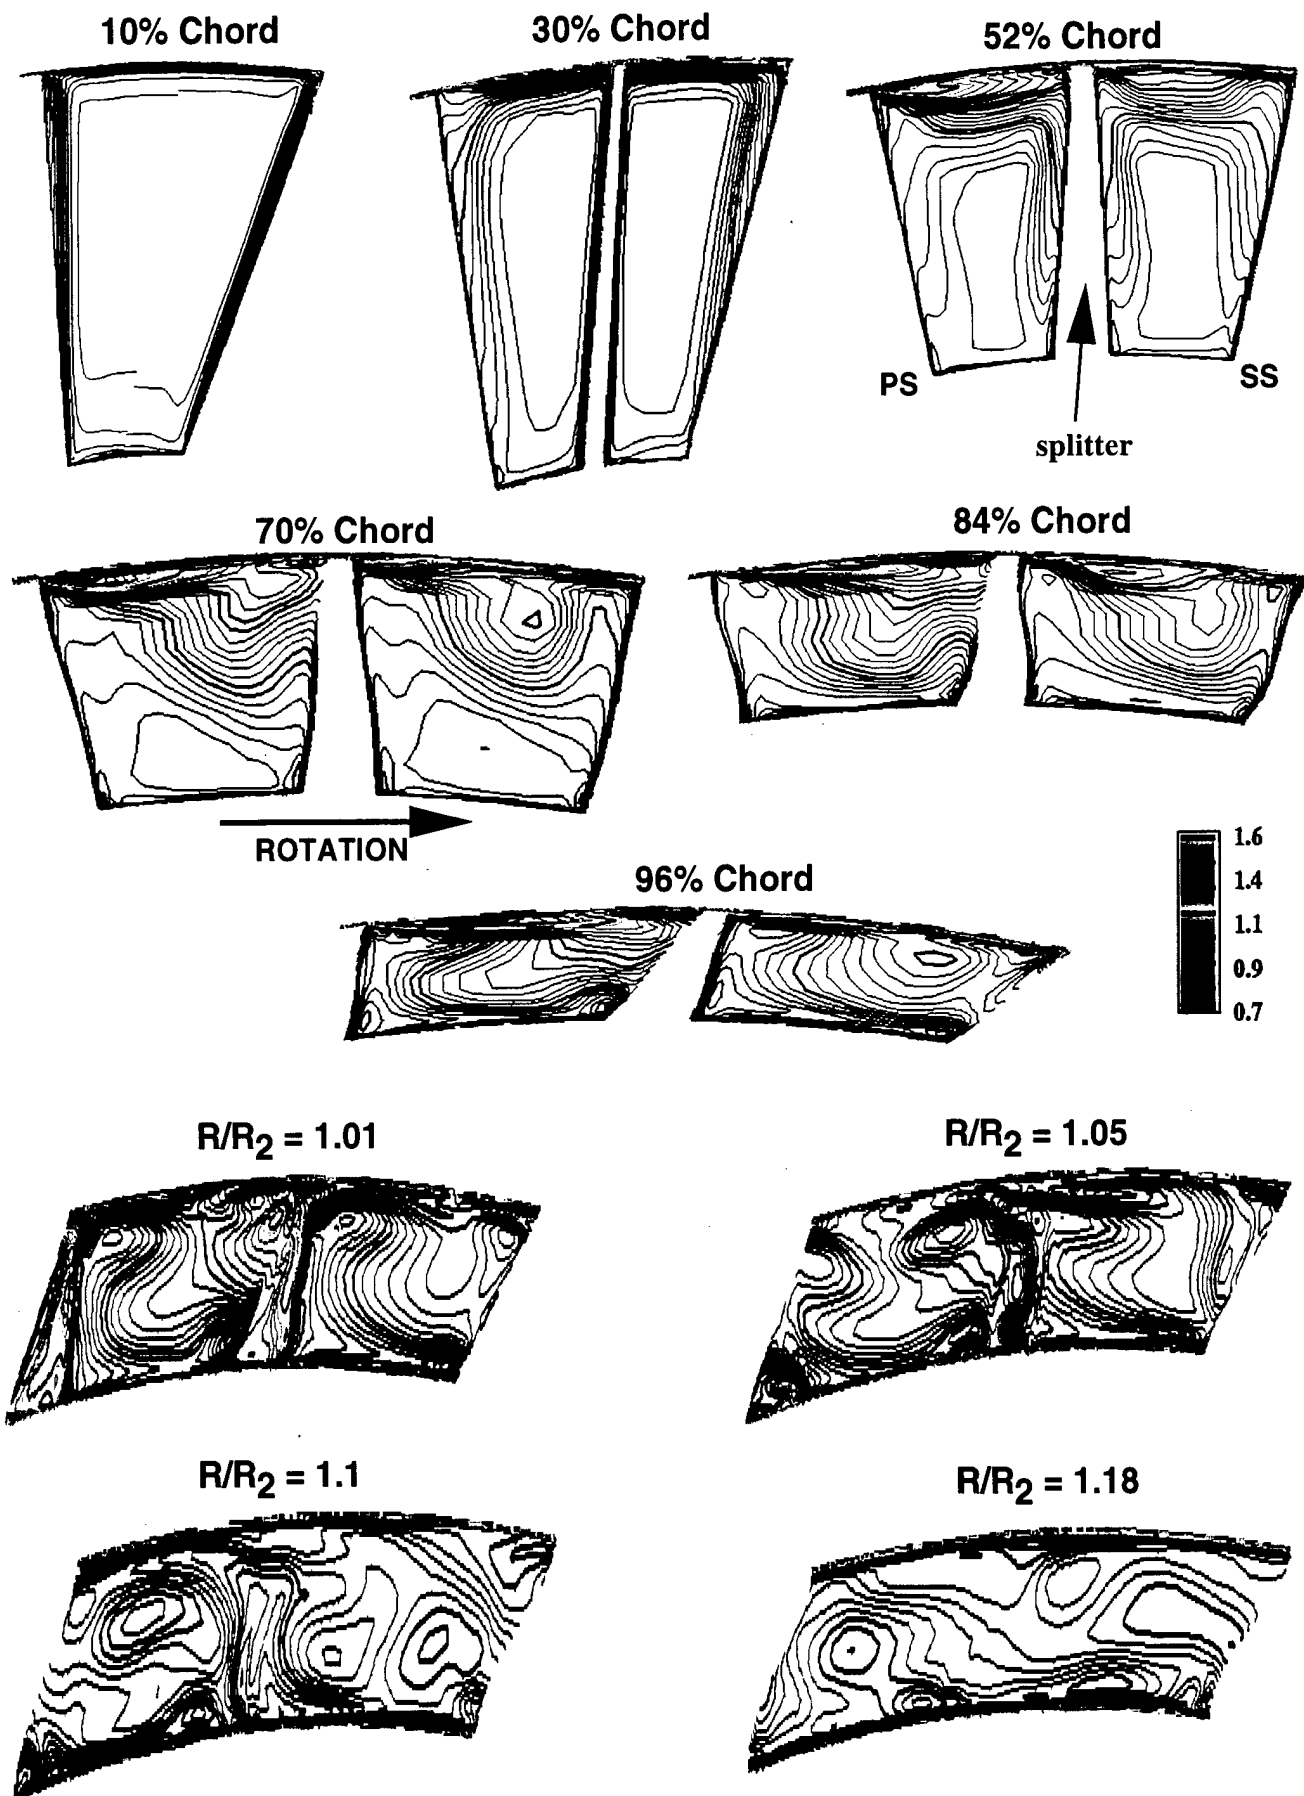 10% Chord
30% Chord
52% Chord
PS
SS
splitter
70% Chord
84% Chord
ROTATION
96% Chord
1.6
1.4
1.1
0.9
0.7
R/R2 = 1.01
R/R2 = 1.05
R/R2 = 1.1
R/R2 = 1.18